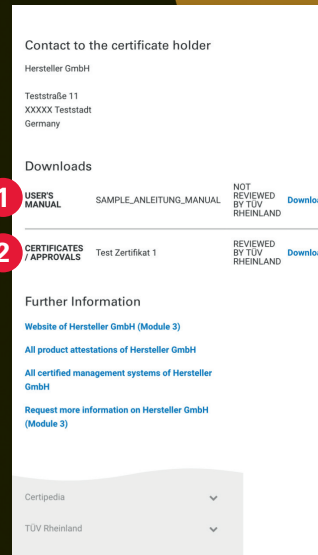 Contact to the certificate holder
Hersteller GmbH
Teststraße 11
XXXXX Teststadt
Germany
Downloads
1
USER'S MANUAL SAMPLE_ANLEITUNG_MANUAL NOT REVIEWED BY TÜV RHEINLAND Downloa
2
CERTIFICATES / APPROVALS Test Zertifikat 1 REVIEWED BY TÜV RHEINLAND Downloa
Further Information
Website of Hersteller GmbH (Module 3)
All product attestations of Hersteller GmbH
All certified management systems of Hersteller
GmbH
Request more information on Hersteller GmbH
(Module 3)
Certipedia
TÜV Rheinland